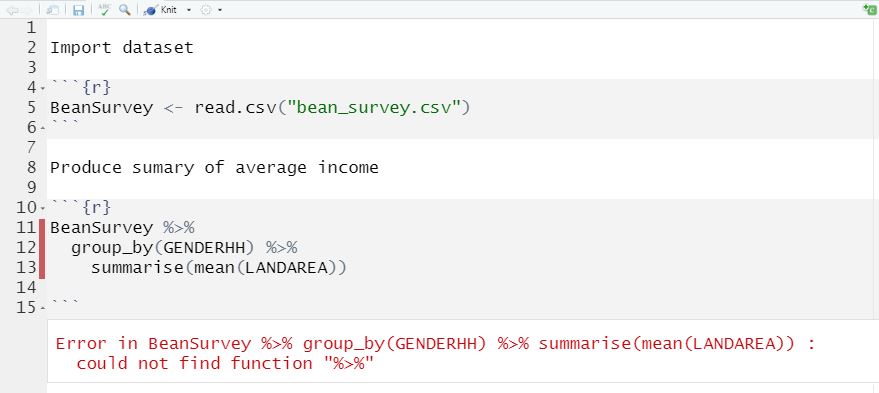 ABC Knit
1
2 Import dataset
3
4 ```{r}
5 BeanSurvey <- read.csv("bean_survey.csv")
6 ```
7
8 Produce sumary of average income
9
10 ```{r}
11 BeanSurvey %>%
12 group_by(GENDERHH) %>%
13 summarise(mean(LANDAREA))
14
15 ```
Error in BeanSurvey %>% group_by(GENDERHH) %>% summarise(mean(LANDAREA)) :
could not find function "%>%"